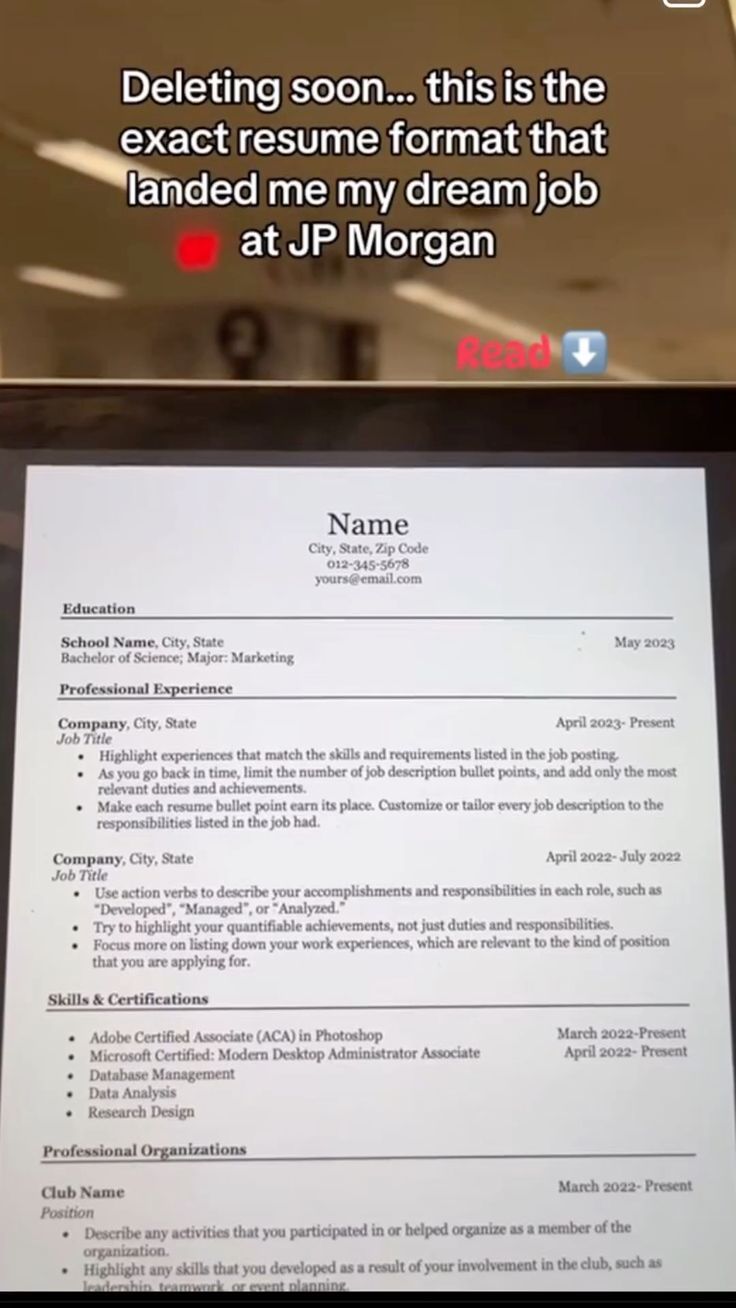 Deleting soon... this is the
exact resume format that
landed me my dream job
at JP Morgan
Read ⬇️
Name
City, State, Zip Code
012-345-5678
yours@email.com
Education
School Name, City, State May 2023
Bachelor of Science; Major: Marketing
Professional Experience
Company, City, State April 2023- Present
Job Title
• Highlight experiences that match the skills and requirements listed in the job posting.
• As you go back in time, limit the number of job description bullet points, and add only the most
relevant duties and achievements.
• Make each resume bullet point earn its place. Customize or tailor every job description to the
responsibilities listed in the job had.
Company, City, State April 2022- July 2022
Job Title
• Use action verbs to describe your accomplishments and responsibilities in each role, such as
"Developed", "Managed", or "Analyzed."
• Try to highlight your quantifiable achievements, not just duties and responsibilities.
• Focus more on listing down your work experiences, which are relevant to the kind of position
that you are applying for.
Skills & Certifications
• Adobe Certified Associate (ACA) in Photoshop March 2022-Present
• Microsoft Certified: Modern Desktop Administrator Associate April 2022- Present
• Database Management
• Data Analysis
• Research Design
Professional Organizations
Club Name March 2022- Present
Position
• Describe any activities that you participated in or helped organize as a member of the
organization.
• Highlight any skills that you developed as a result of your involvement in the club, such as
leadership, teamwork, or event planning.